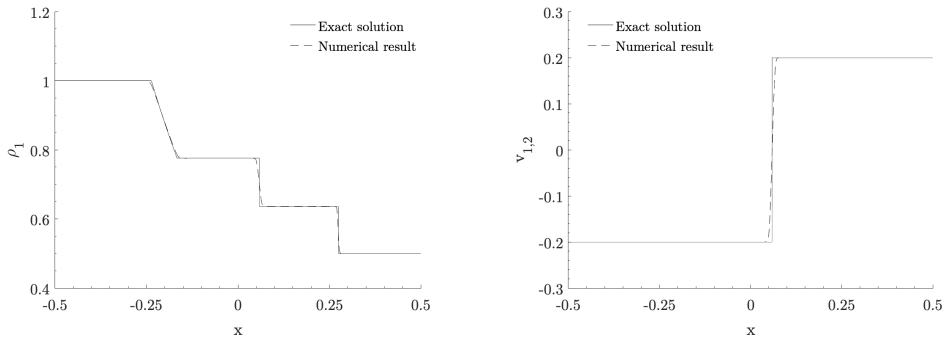 1.2
1
0.8
0.6
0.4
ρ1
-0.5
-0.25
0
0.25
0.5
x
Exact solution
Numerical result
0.3
0.2
0.1
0
-0.1
-0.2
-0.3
v1,2
-0.5
-0.25
0
0.25
0.5
x
Exact solution
Numerical result